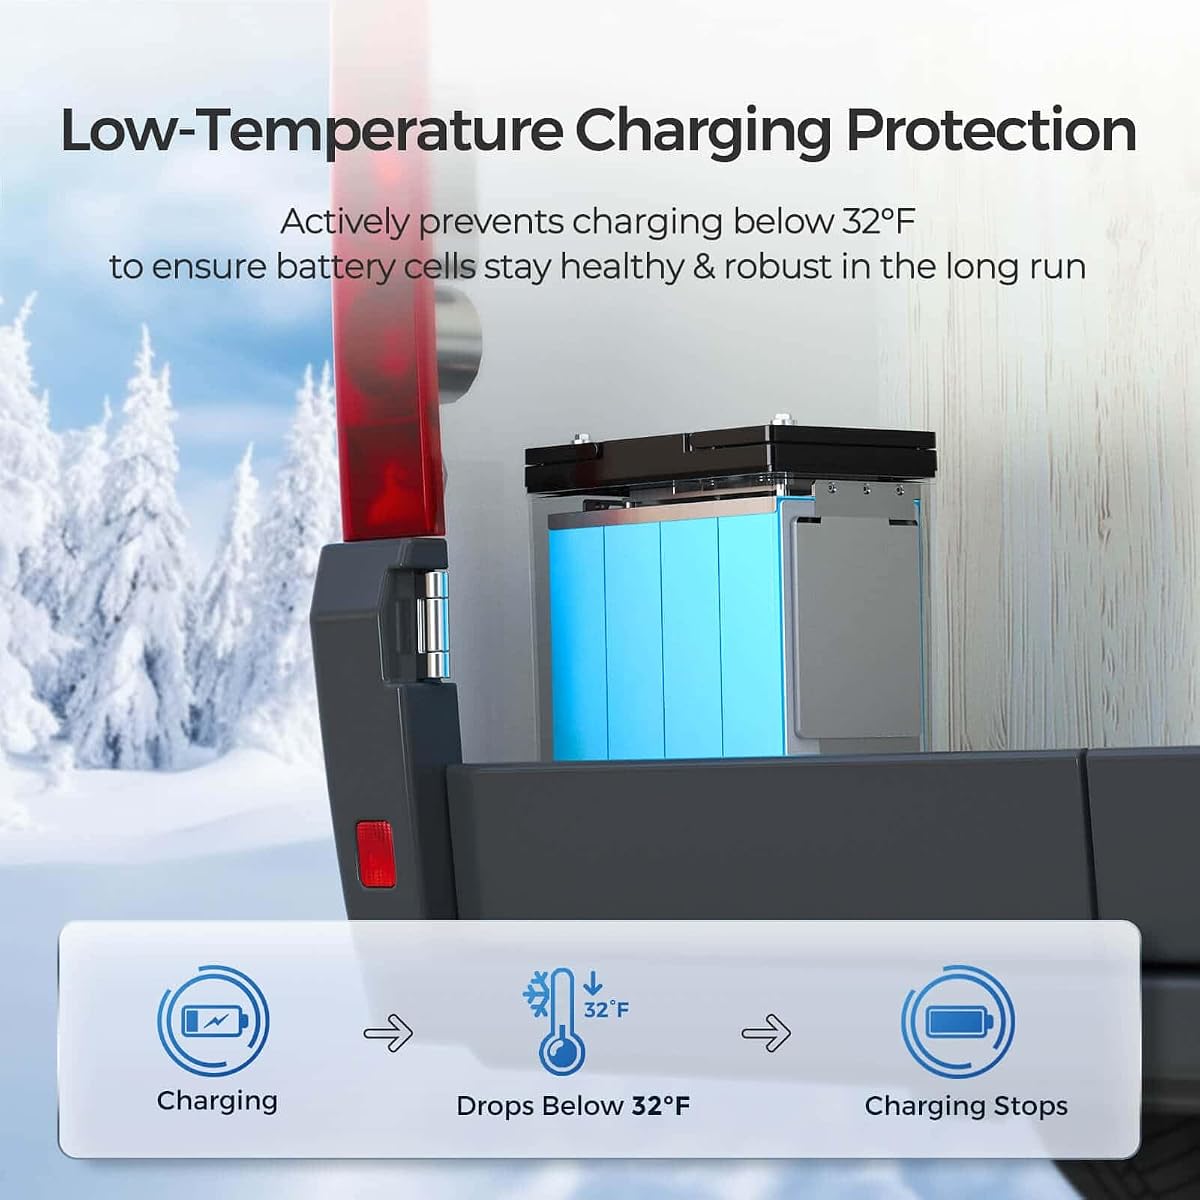 Low-Temperature Charging Protection
Actively prevents charging below 32°F
to ensure battery cells stay healthy & robust in the long run
32°F
Charging
Drops Below 32°F
Charging Stops